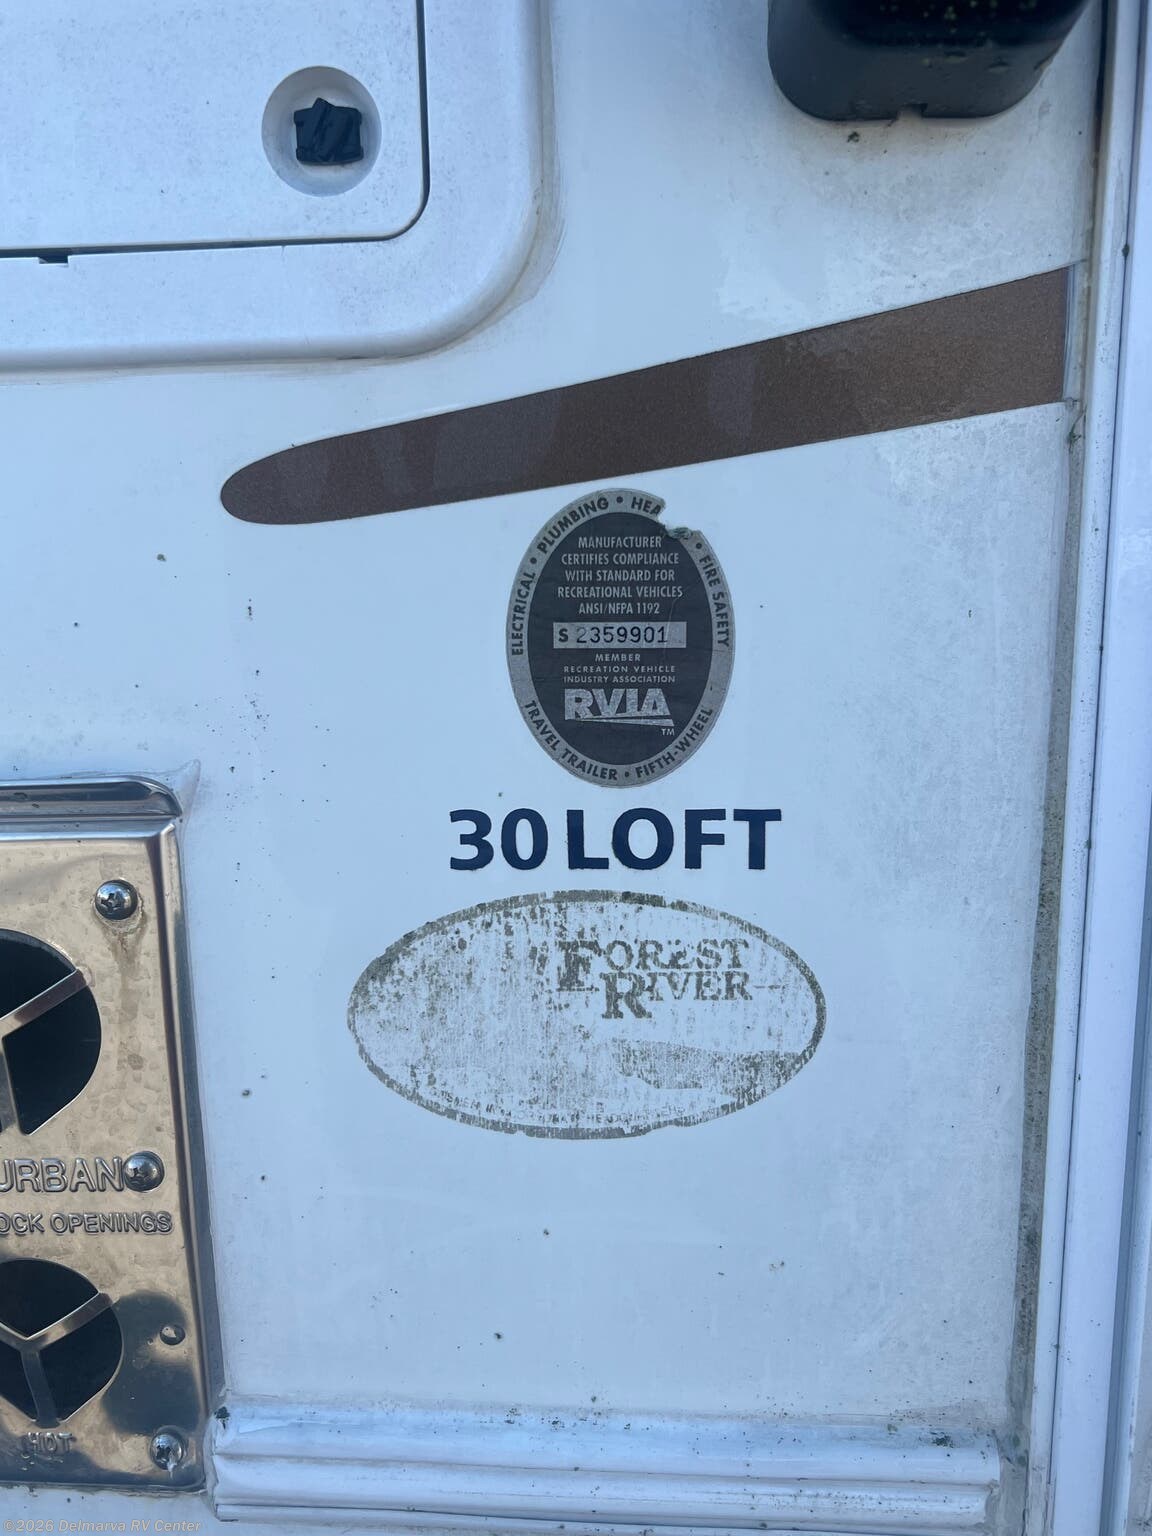 ELECTRICAL • PLUMBING • HEA • FIRE SAFETY
MANUFACTURER
CERTIFIES COMPLIANCE
WITH STANDARD FOR
RECREATIONAL VEHICLES
ANSI/NFPA 1192
S 2359901
MEMBER
RECREATION VEHICLE
INDUSTRY ASSOCIATION
RVIA
TM
TRAVEL TRAILER • FIFTH-WHEEL
30 LOFT
FOREST
RIVER
URBAN
OCK OPENINGS
HOT
©2026 Delmarva RV Center